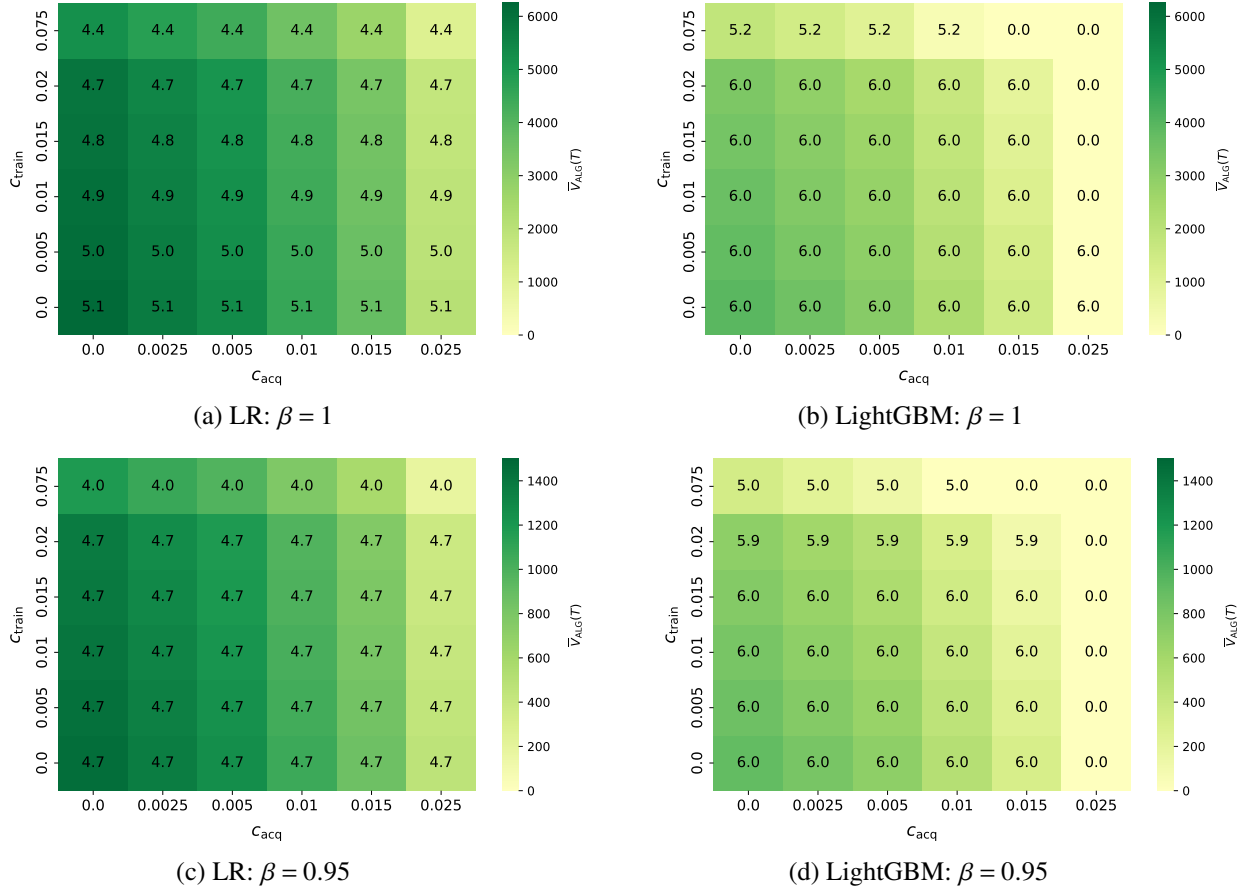 0.075 4.4 4.4 4.4 4.4 4.4 4.4
0.02 4.7 4.7 4.7 4.7 4.7 4.7
0.015 4.8 4.8 4.8 4.8 4.8 4.8
0.01 4.9 4.9 4.9 4.9 4.9 4.9
0.005 5.0 5.0 5.0 5.0 5.0 5.0
0.0 5.1 5.1 5.1 5.1 5.1 5.1
0.0 0.0025 0.005 0.01 0.015 0.025
c_train
c_acq
6000
5000
4000
3000
2000
1000
0
V̅_ALG(T)
(a) LR: β = 1
0.075 5.2 5.2 5.2 5.2 0.0 0.0
0.02 6.0 6.0 6.0 6.0 6.0 0.0
0.015 6.0 6.0 6.0 6.0 6.0 0.0
0.01 6.0 6.0 6.0 6.0 6.0 0.0
0.005 6.0 6.0 6.0 6.0 6.0 6.0
0.0 6.0 6.0 6.0 6.0 6.0 6.0
0.0 0.0025 0.005 0.01 0.015 0.025
c_train
c_acq
6000
5000
4000
3000
2000
1000
0
V̅_ALG(T)
(b) LightGBM: β = 1
0.075 4.0 4.0 4.0 4.0 4.0 4.0
0.02 4.7 4.7 4.7 4.7 4.7 4.7
0.015 4.7 4.7 4.7 4.7 4.7 4.7
0.01 4.7 4.7 4.7 4.7 4.7 4.7
0.005 4.7 4.7 4.7 4.7 4.7 4.7
0.0 4.7 4.7 4.7 4.7 4.7 4.7
0.0 0.0025 0.005 0.01 0.015 0.025
c_train
c_acq
1400
1200
1000
800
600
400
200
0
V̅_ALG(T)
(c) LR: β = 0.95
0.075 5.0 5.0 5.0 5.0 0.0 0.0
0.02 5.9 5.9 5.9 5.9 5.9 0.0
0.015 6.0 6.0 6.0 6.0 6.0 0.0
0.01 6.0 6.0 6.0 6.0 6.0 0.0
0.005 6.0 6.0 6.0 6.0 6.0 0.0
0.0 6.0 6.0 6.0 6.0 6.0 0.0
0.0 0.0025 0.005 0.01 0.015 0.025
c_train
c_acq
1400
1200
1000
800
600
400
200
0
V̅_ALG(T)
(d) LightGBM: β = 0.95